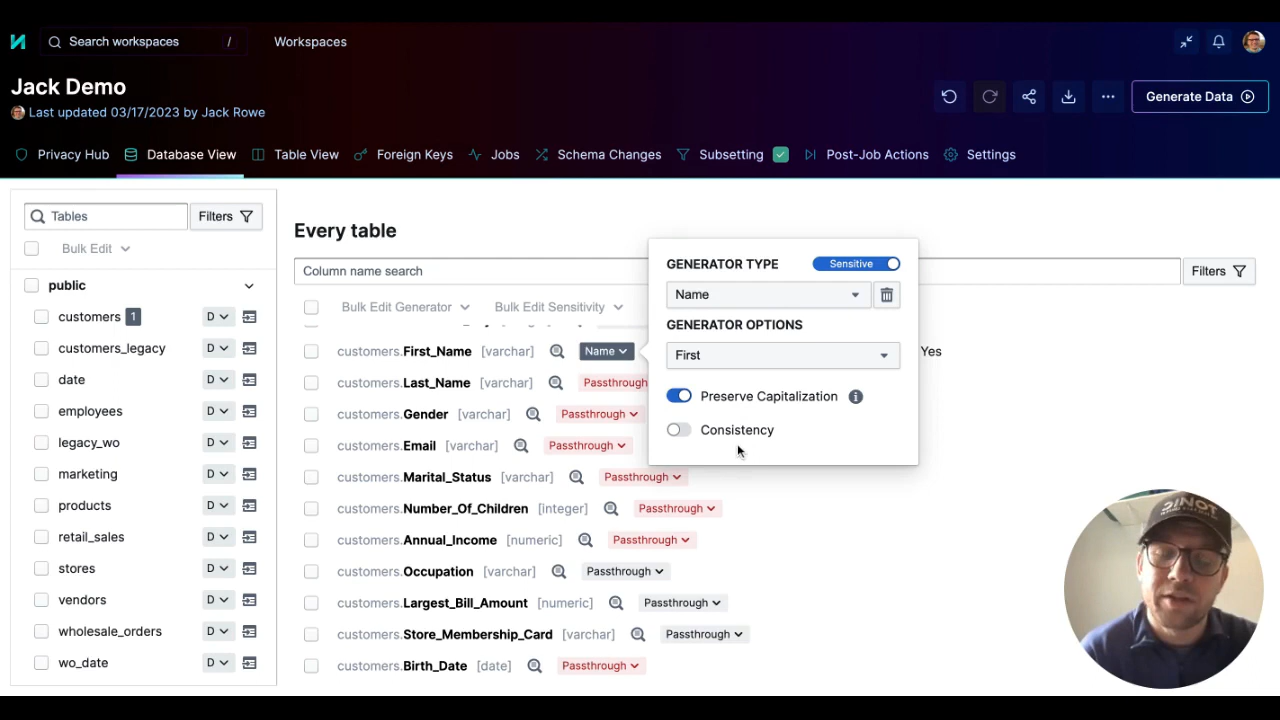 Search workspaces / Workspaces
Jack Demo
Last updated 03/17/2023 by Jack Rowe
Generate Data
Privacy Hub Database View Table View Foreign Keys Jobs Schema Changes Subsetting Post-Job Actions Settings
Tables Filters
Bulk Edit
public
customers 1 D
customers_legacy D
date D
employees D
legacy_wo D
marketing D
products D
retail_sales D
stores D
vendors D
wholesale_orders D
wo_date D
Every table
Column name search Filters
Bulk Edit Generator Bulk Edit Sensitivity
customers.First_Name [varchar] Name Yes
customers.Last_Name [varchar] Passthrough
customers.Gender [varchar] Passthrough
customers.Email [varchar] Passthrough
customers.Marital_Status [varchar] Passthrough
customers.Number_Of_Children [integer] Passthrough
customers.Annual_Income [numeric] Passthrough
customers.Occupation [varchar] Passthrough
customers.Largest_Bill_Amount [numeric] Passthrough
customers.Store_Membership_Card [varchar] Passthrough
customers.Birth_Date [date] Passthrough
GENERATOR TYPE Sensitive
Name
GENERATOR OPTIONS
First
Preserve Capitalization
Consistency